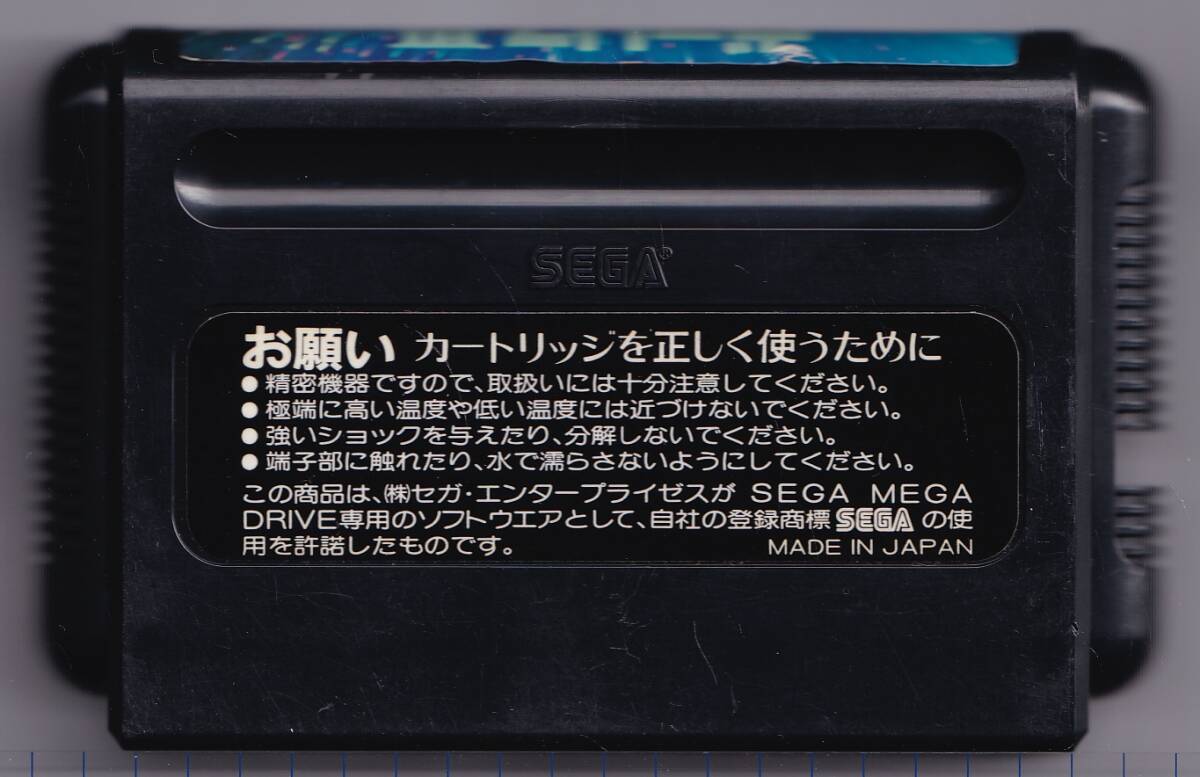 SEGA®
お願い カートリッジを正しく使うために
●精密機器ですので、取扱いには十分注意してください。
●極端に高い温度や低い温度には近づけないでください。
●強いショックを与えたり、分解しないでください。
●端子部に触れたり、水で濡らさないようにしてください。
この商品は、㈱セガ・エンタープライゼスが SEGA MEGA
DRIVE専用のソフトウエアとして、自社の登録商標SEGAの使
用を許諾したものです。 MADE IN JAPAN